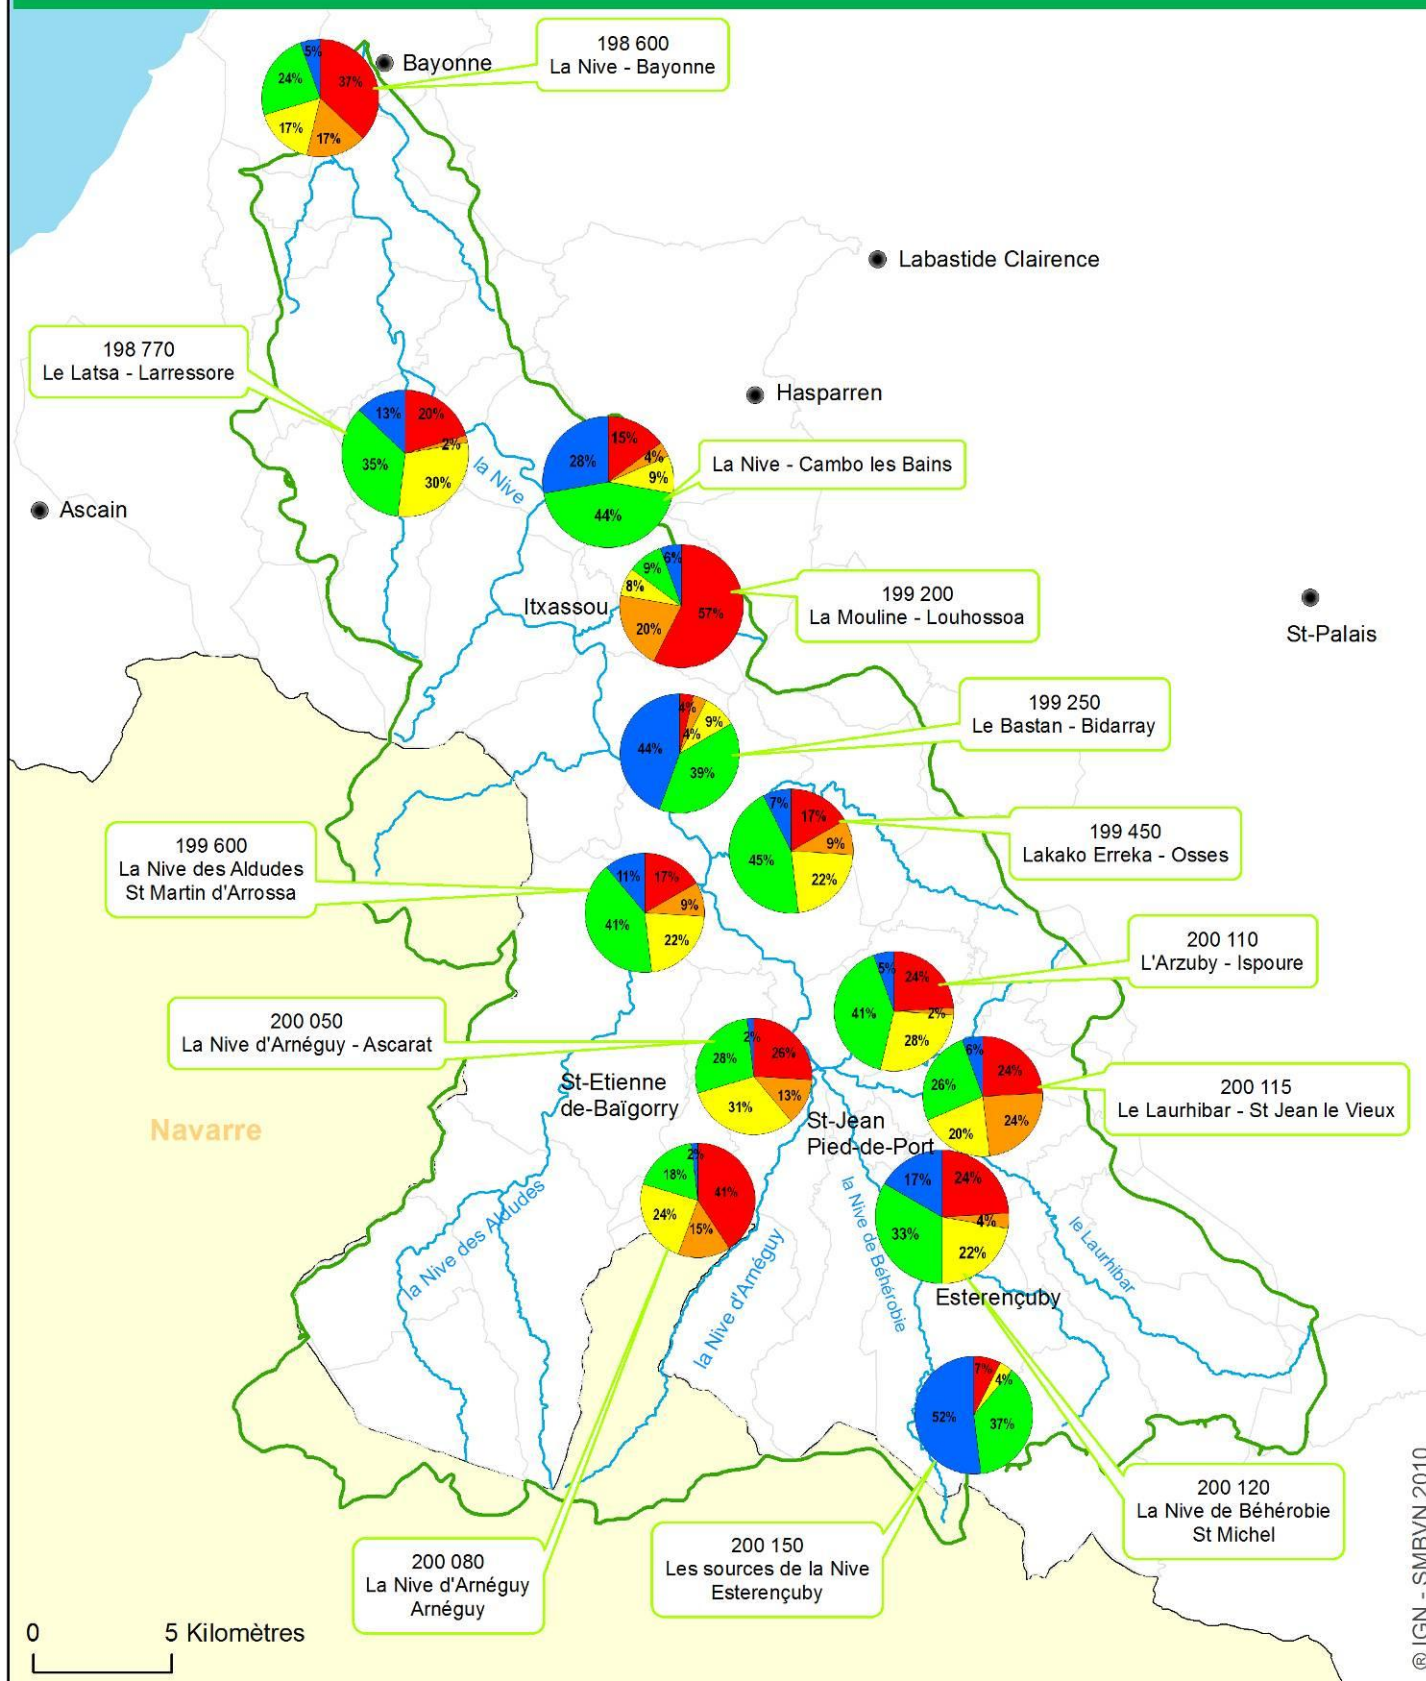 5%
37%
24%
17%
17%
Bayonne
198 600
La Nive - Bayonne
Labastide Clairence
198 770
Le Latsa - Larressore
Hasparren
13%
20%
2%
35%
30%
la Nive
15%
28%
4%
9%
44%
La Nive - Cambo les Bains
Ascain
6%
9%
8%
57%
20%
Itxassou
199 200
La Mouline - Louhossoa
St-Palais
199 250
Le Bastan - Bidarray
4%
9%
4%
44%
39%
7%
17%
9%
45%
22%
199 450
Lakako Erreka - Osses
199 600
La Nive des Aldudes
St Martin d'Arrossa
11%
17%
9%
41%
22%
200 110
L'Arzuby - Ispoure
5%
24%
41%
2%
28%
200 050
La Nive d'Arnéguy - Ascarat
2%
26%
28%
13%
31%
St-Etienne
de-Baïgorry
St-Jean
Pied-de-Port
6%
24%
26%
24%
20%
200 115
Le Laurhibar - St Jean le Vieux
Navarre
2%
18%
41%
24%
15%
17%
24%
4%
33%
22%
la Nive des Aldudes
la Nive d'Arnéguy
la Nive de Béhérobie
le Laurhibar
Esterençuby
7%
4%
52%
37%
200 120
La Nive de Béhérobie
St Michel
200 150
Les sources de la Nive
Esterençuby
200 080
La Nive d'Arnéguy
Arnéguy
0 5 Kilomètres
® IGN - SMBVN 2010